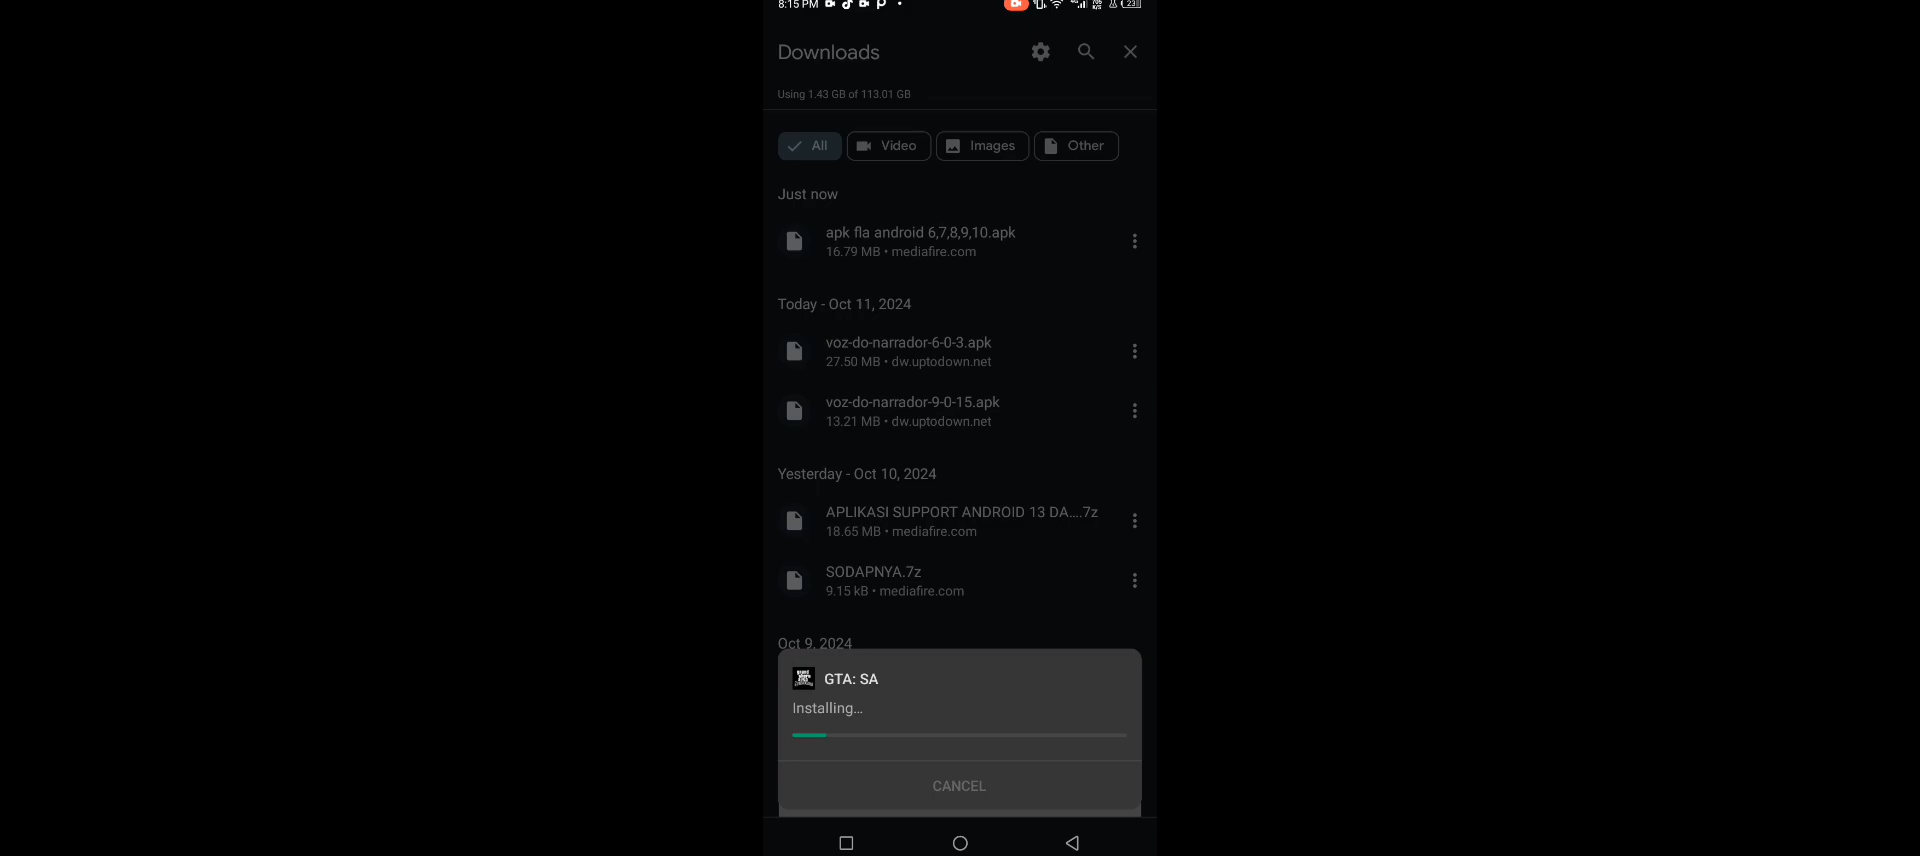 8:15 PM
Downloads
Using 1.43 GB of 113.01 GB
All
Video
Images
Other
Just now
apk fla android 6,7,8,9,10.apk
16.79 MB • mediafire.com
Today - Oct 11, 2024
voz-do-narrador-6-0-3.apk
27.50 MB • dw.uptodown.net
voz-do-narrador-9-0-15.apk
13.21 MB • dw.uptodown.net
Yesterday - Oct 10, 2024
APLIKASI SUPPORT ANDROID 13 DA....7z
18.65 MB • mediafire.com
SODAPNYA.7z
9.15 kB • mediafire.com
Oct 9, 2024
GTA: SA
Installing...
CANCEL